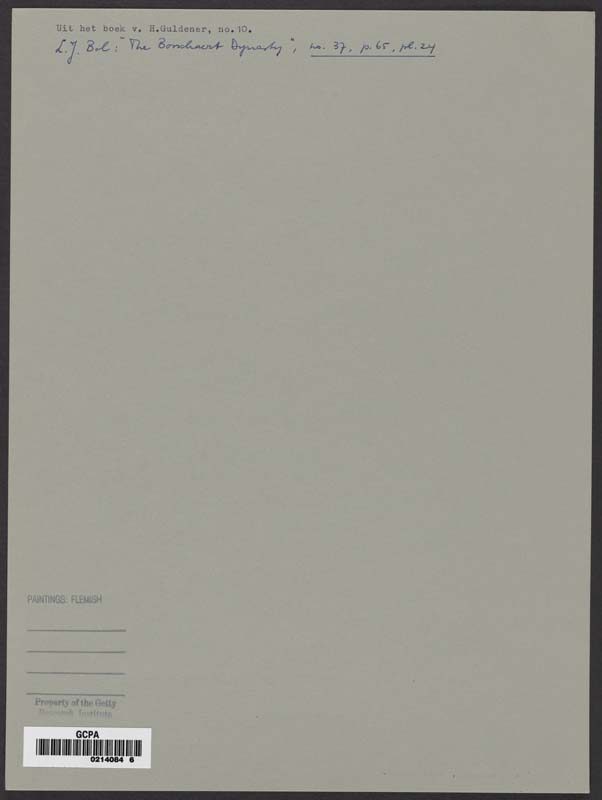 Uit het boek v. H.Guldener, no.10.
L.J. Bol: "The Bosschaert Dynasty", no. 37, p. 65, pl. 24
PAINTINGS: FLEMISH
Property of the Getty
Research Institute
GCPA
0214084 6